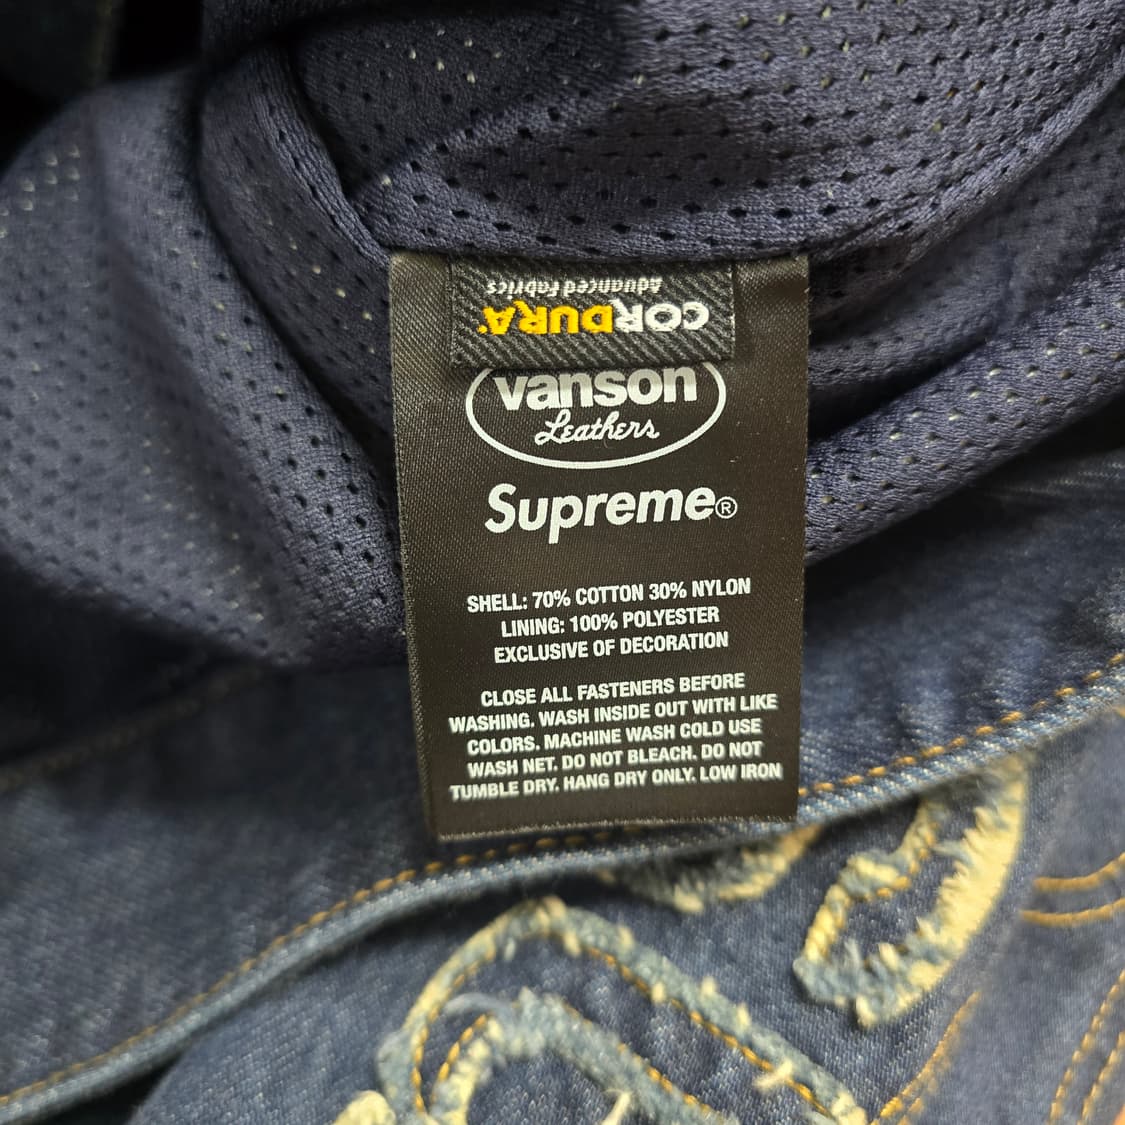 CORDURA®
Advanced Fabrics
vanson
Leathers
Supreme®
SHELL: 70% COTTON 30% NYLON
LINING: 100% POLYESTER
EXCLUSIVE OF DECORATION
CLOSE ALL FASTENERS BEFORE
WASHING. WASH INSIDE OUT WITH LIKE
COLORS. MACHINE WASH COLD USE
WASH NET. DO NOT BLEACH. DO NOT
TUMBLE DRY. HANG DRY ONLY. LOW IRON